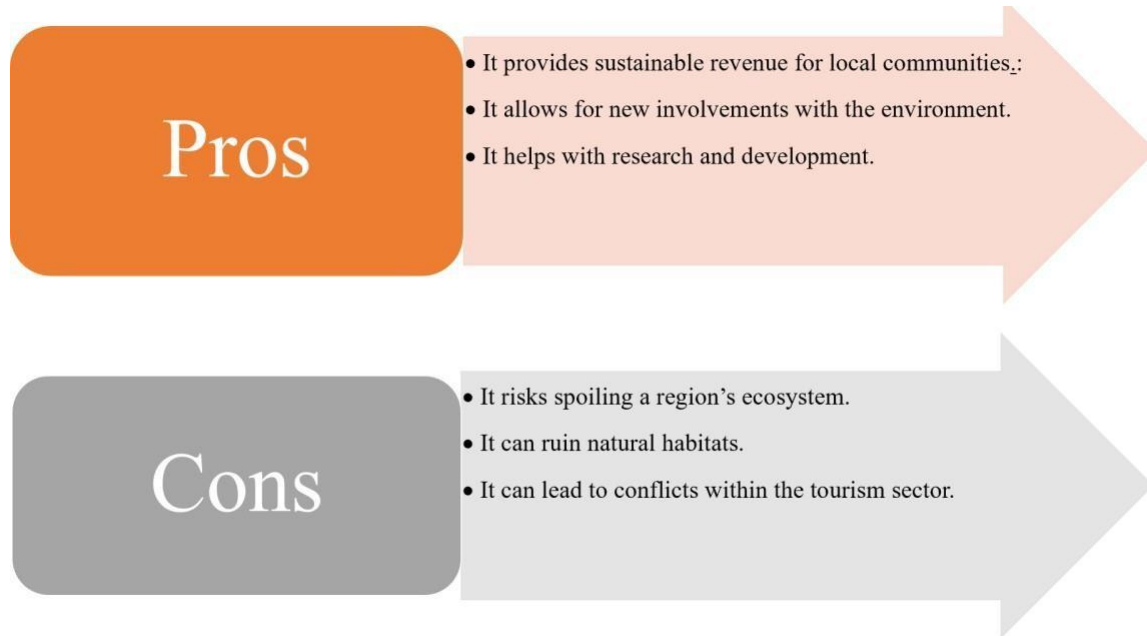 Pros
• It provides sustainable revenue for local communities.:
• It allows for new involvements with the environment.
• It helps with research and development.
Cons
• It risks spoiling a region’s ecosystem.
• It can ruin natural habitats.
• It can lead to conflicts within the tourism sector.